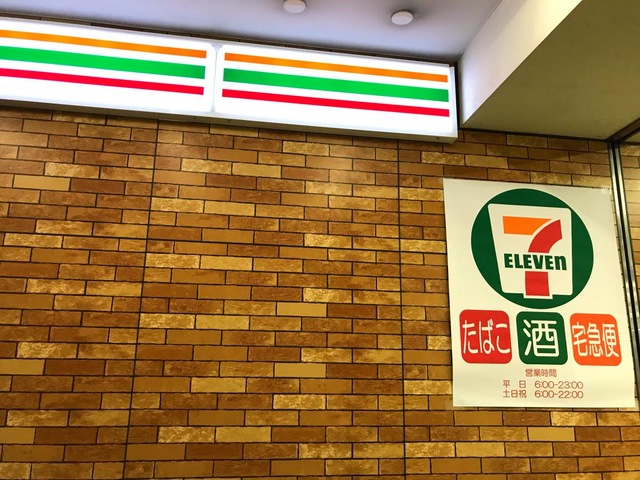 7
ELEVEn
たばこ 酒 宅急便
営業時間
平 日 6:00-23:00
土日祝 6:00-22:00